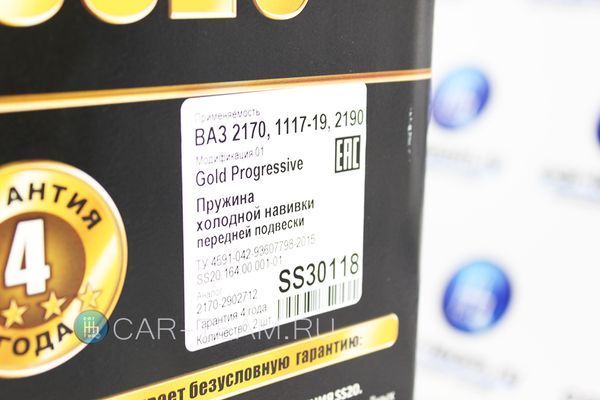 Применяемость
ВАЗ 2170, 1117-19, 2190
Модификация 01
Gold Progressive
EAC
Пружина
холодной навивки
передней подвески
ТУ 4591-042-93607798-2015
SS20.164.00.001-01
SS30118
Аналог
2170-2902712
Гарантия 4 года
Количество: 2 шт
АНТИЯ
4
ГОДА
безусловную гарантию:
SS20.